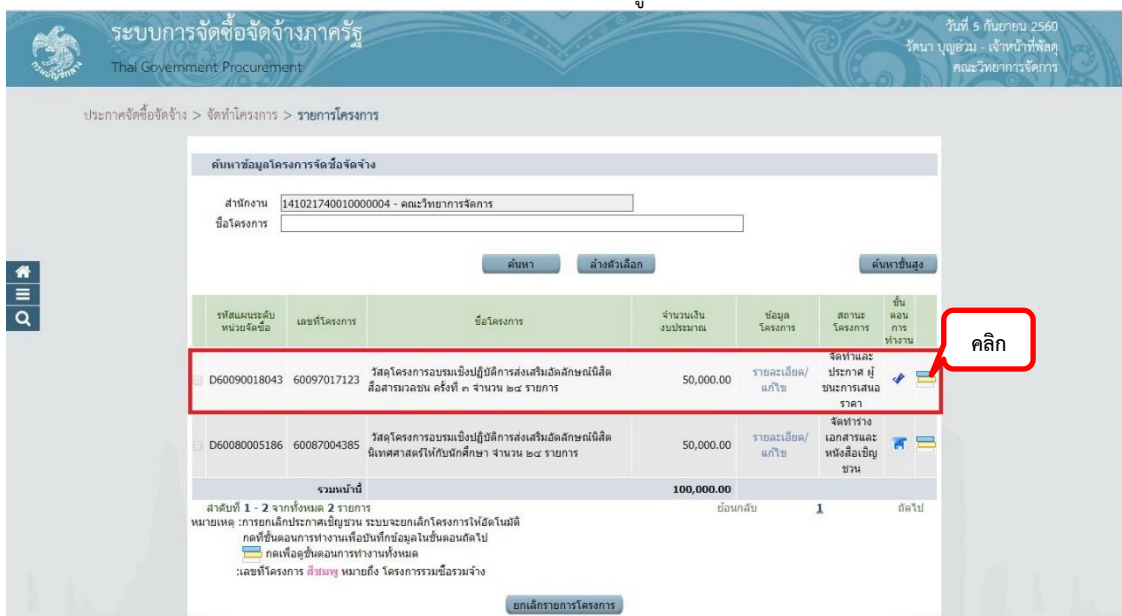 ระบบการจัดซื้อจัดจ้างภาครัฐ
Thai Government Procurement
วันที่ 5 กันยายน 2560
รัตนา บุญอ่วม - เจ้าหน้าที่พัสดุ
คณะวิทยาการจัดการ
ประกาศจัดซื้อจัดจ้าง > จัดทำโครงการ > รายการโครงการ
ค้นหาข้อมูลโครงการจัดซื้อจัดจ้าง
สำนักงาน 141021740010000004 - คณะวิทยาการจัดการ
ชื่อโครงการ
ค้นหา ล้างตัวเลือก ค้นหาขั้นสูง
รหัสแผนระดับ
หน่วยจัดซื้อ
เลขที่โครงการ
ชื่อโครงการ
จำนวนเงิน
งบประมาณ
ข้อมูล
โครงการ
สถานะ
โครงการ
ขั้น
ตอน
การ
ทำงาน
คลิก
D60090018043 60097017123
วัสดุโครงการอบรมเชิงปฏิบัติการส่งเสริมอัตลักษณ์นิสิต
สื่อสารมวลชน ครั้งที่ ๓ จำนวน ๒๔ รายการ
50,000.00
รายละเอียด/
แก้ไข
จัดทำและ
ประกาศ ผู้
ชนะการเสนอ
ราคา
D60080005186 60087004385
วัสดุโครงการอบรมเชิงปฏิบัติการส่งเสริมอัตลักษณ์นิสิต
นิเทศศาสตร์ให้กับนักศึกษา จำนวน ๒๔ รายการ
50,000.00
รายละเอียด/
แก้ไข
จัดทำร่าง
เอกสารและ
หนังสือเชิญ
ชวน
รวมหน้านี้ 100,000.00
ลำดับที่ 1 - 2 จากทั้งหมด 2 รายการ ย้อนกลับ 1 ถัดไป
หมายเหตุ :การยกเลิกประกาศเชิญชวน ระบบจะยกเลิกโครงการให้อัตโนมัติ
กดที่ขั้นตอนการทำงานเพื่อบันทึกข้อมูลในขั้นตอนถัดไป
กดเพื่อดูขั้นตอนการทำงานทั้งหมด
:เลขที่โครงการ สีชมพู หมายถึง โครงการรวมซื้อรวมจ้าง
ยกเลิกรายการโครงการ